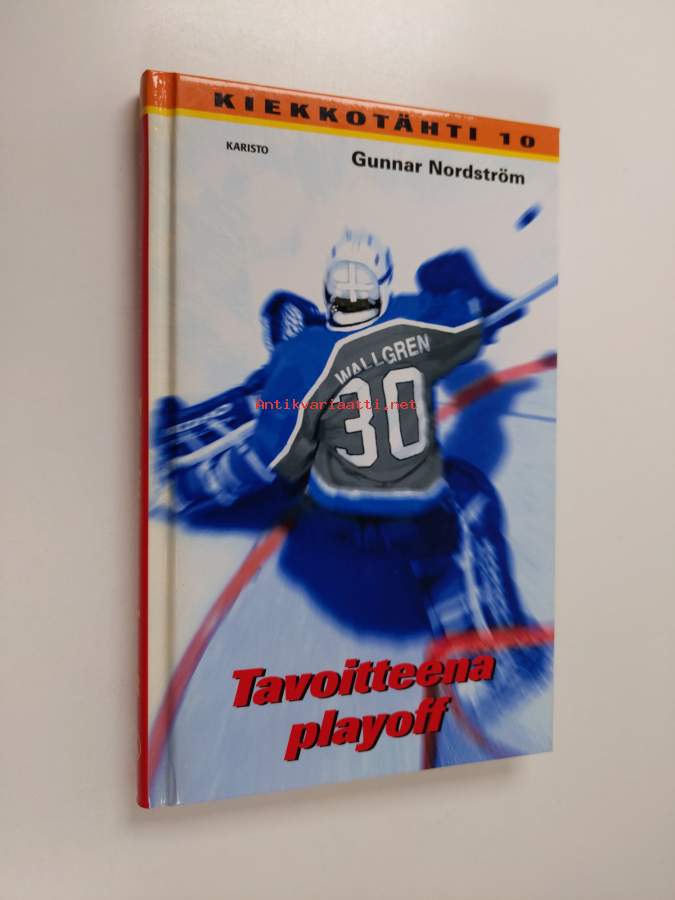 KIEKKOTÄHTI 10
KARISTO
Gunnar Nordström
WALLGREN
30
Antikvariaatti.net
Tavoitteena
playoff